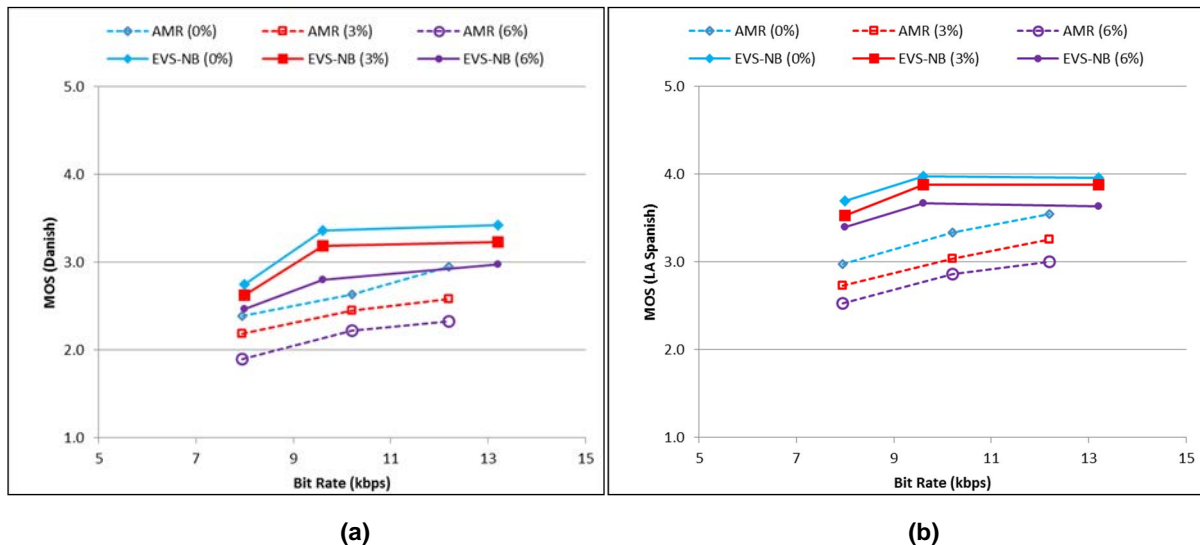 AMR (0%) AMR (3%) AMR (6%)
EVS-NB (0%) EVS-NB (3%) EVS-NB (6%)
5.0
4.0
3.0
2.0
1.0
MOS (Danish)
5 7 9 11 13 15
Bit Rate (kbps)
(a)
AMR (0%) AMR (3%) AMR (6%)
EVS-NB (0%) EVS-NB (3%) EVS-NB (6%)
5.0
4.0
3.0
2.0
1.0
MOS (LA Spanish)
5 7 9 11 13 15
Bit Rate (kbps)
(b)